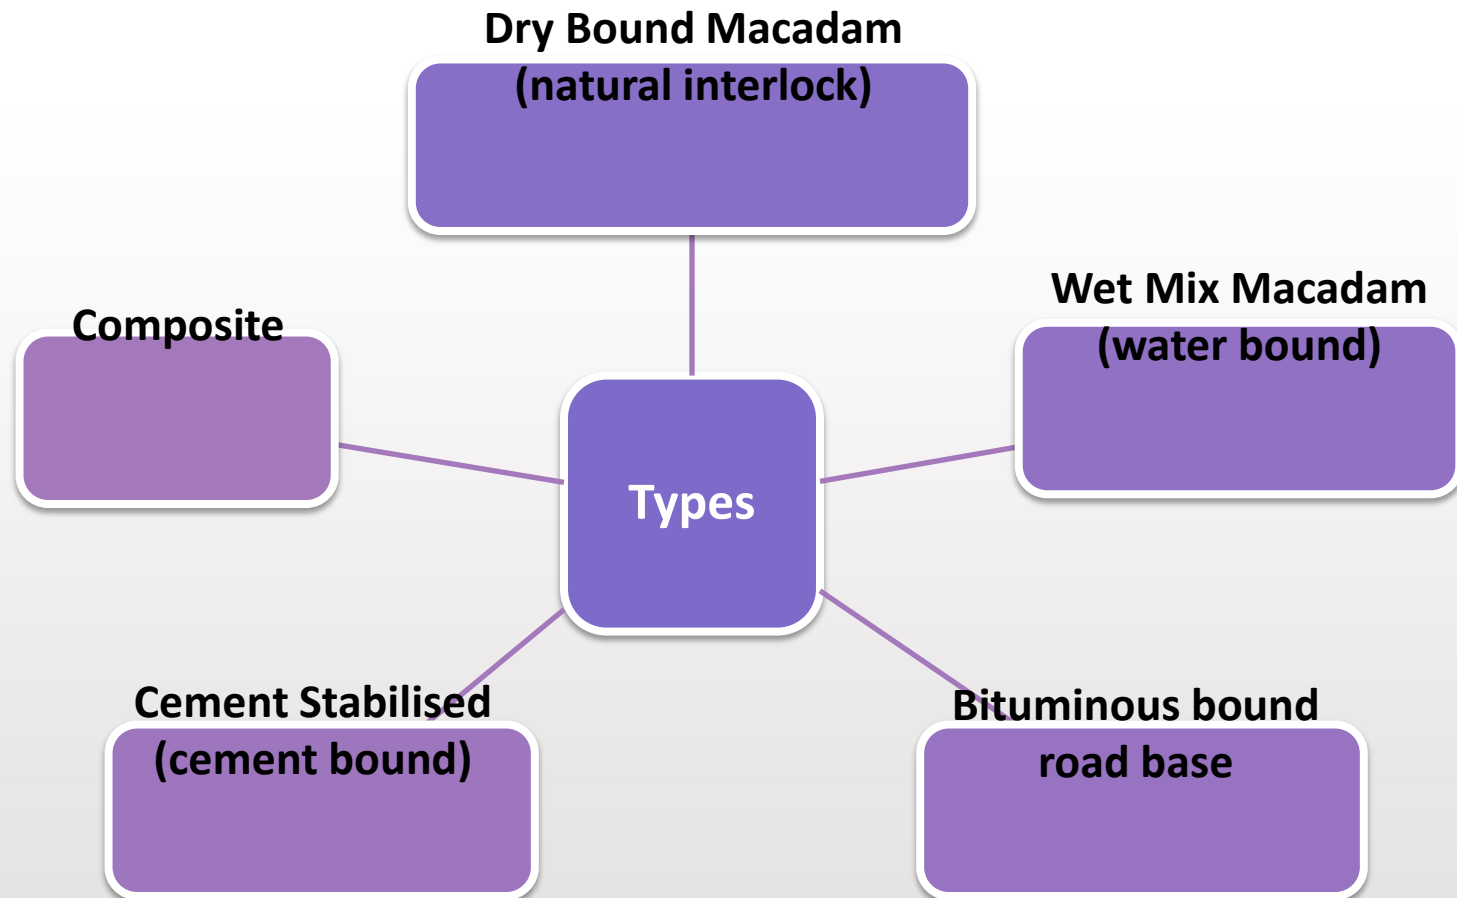 Dry Bound Macadam
(natural interlock)
Wet Mix Macadam
(water bound)
Composite
Types
Cement Stabilised
(cement bound)
Bituminous bound
road base